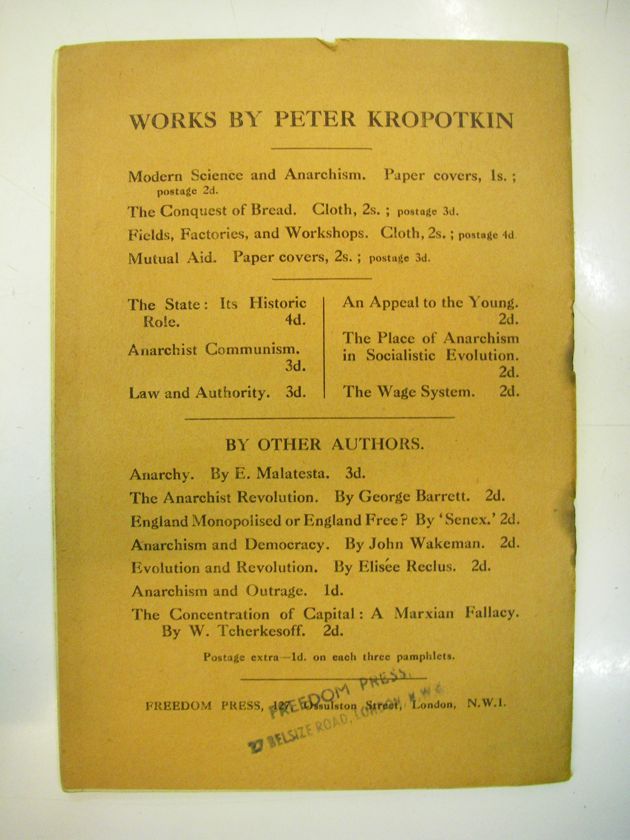 WORKS BY PETER KROPOTKIN
Modern Science and Anarchism. Paper covers, 1s. ;
postage 2d.
The Conquest of Bread. Cloth, 2s. ; postage 3d.
Fields, Factories, and Workshops. Cloth, 2s. ; postage 4d
Mutual Aid. Paper covers, 2s. ; postage 3d.
The State: Its Historic
Role. 4d.
Anarchist Communism.
3d.
Law and Authority. 3d.
An Appeal to the Young.
2d.
The Place of Anarchism
in Socialistic Evolution.
2d.
The Wage System. 2d.
BY OTHER AUTHORS.
Anarchy. By E. Malatesta. 3d.
The Anarchist Revolution. By George Barrett. 2d.
England Monopolised or England Free? By 'Senex.' 2d.
Anarchism and Democracy. By John Wakeman. 2d.
Evolution and Revolution. By Elisée Reclus. 2d.
Anarchism and Outrage. 1d.
The Concentration of Capital: A Marxian Fallacy.
By W. Tcherkesoff. 2d.
Postage extra—1d. on each three pamphlets.
FREEDOM PRESS, 127 Ossulston Street, London, N.W.1.
FREEDOM PRESS,
27 BELSIZE ROAD, LONDON, N.W.6